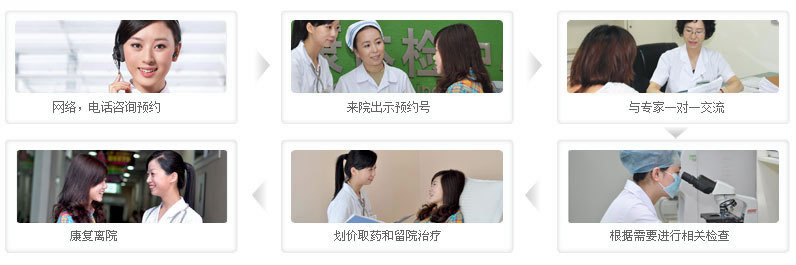 网络，电话咨询预约
来院出示预约号
与专家一对一交流
根据需要进行相关检查
划价取药和留院治疗
康复离院